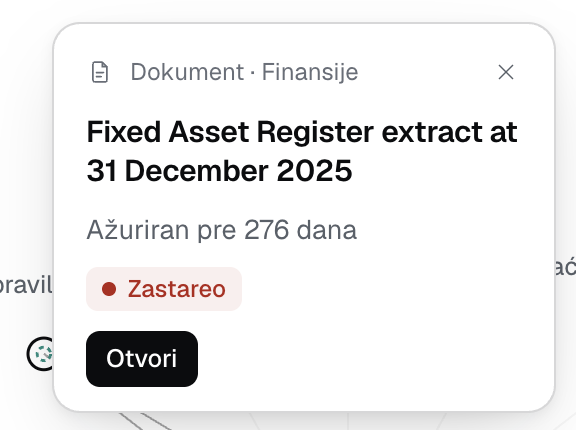 Dokument · Finansije
Fixed Asset Register extract at
31 December 2025
Ažuriran pre 276 dana
Zastareo
Otvori